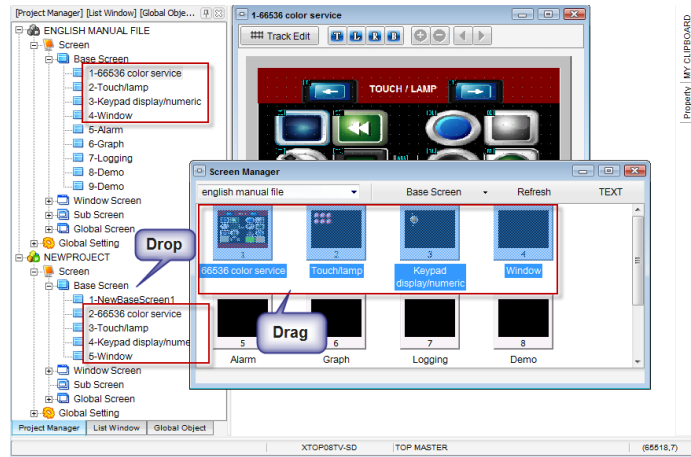 [Project Manager] [List Window] [Global Obje...
ENGLISH MANUAL FILE
Screen
Base Screen
1-66536 color service
2-Touch/lamp
3-Keypad display/numeric
4-Window
5-Alarm
6-Graph
7-Logging
8-Demo
9-Demo
Window Screen
Sub Screen
Global Screen
Global Setting
NEWPROJECT
Screen
Base Screen
1-NewBaseScreen1
2-66536 color service
3-Touch/lamp
4-Keypad display/nume
5-Window
Window Screen
Sub Screen
Global Screen
Global Setting
Project Manager List Window Global Object
Drop
1-66536 color service
Track Edit T L R B
TOUCH / LAMP
Screen Manager
english manual file Base Screen Refresh TEXT
1 2 3 4
66536 color service Touch/lamp Keypad display/numeric Window
Drag
5 6 7 8
Alarm Graph Logging Demo
Property MY CLIPBOARD
XTOP08TV-SD TOP MASTER (65518,7)